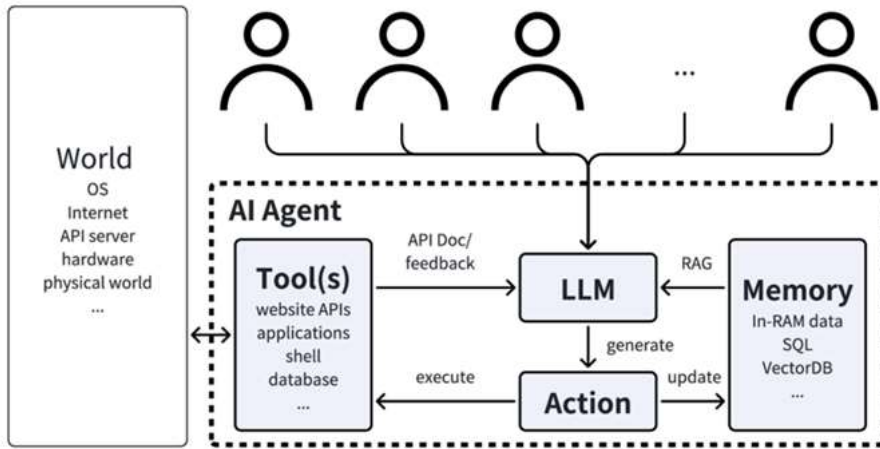 ...
World
OS
Internet
API server
hardware
physical world
...
AI Agent
Tool(s)
website APIs
applications
shell
database
...
API Doc/
feedback
LLM
RAG
Memory
In-RAM data
SQL
VectorDB
...
generate
execute
Action
update